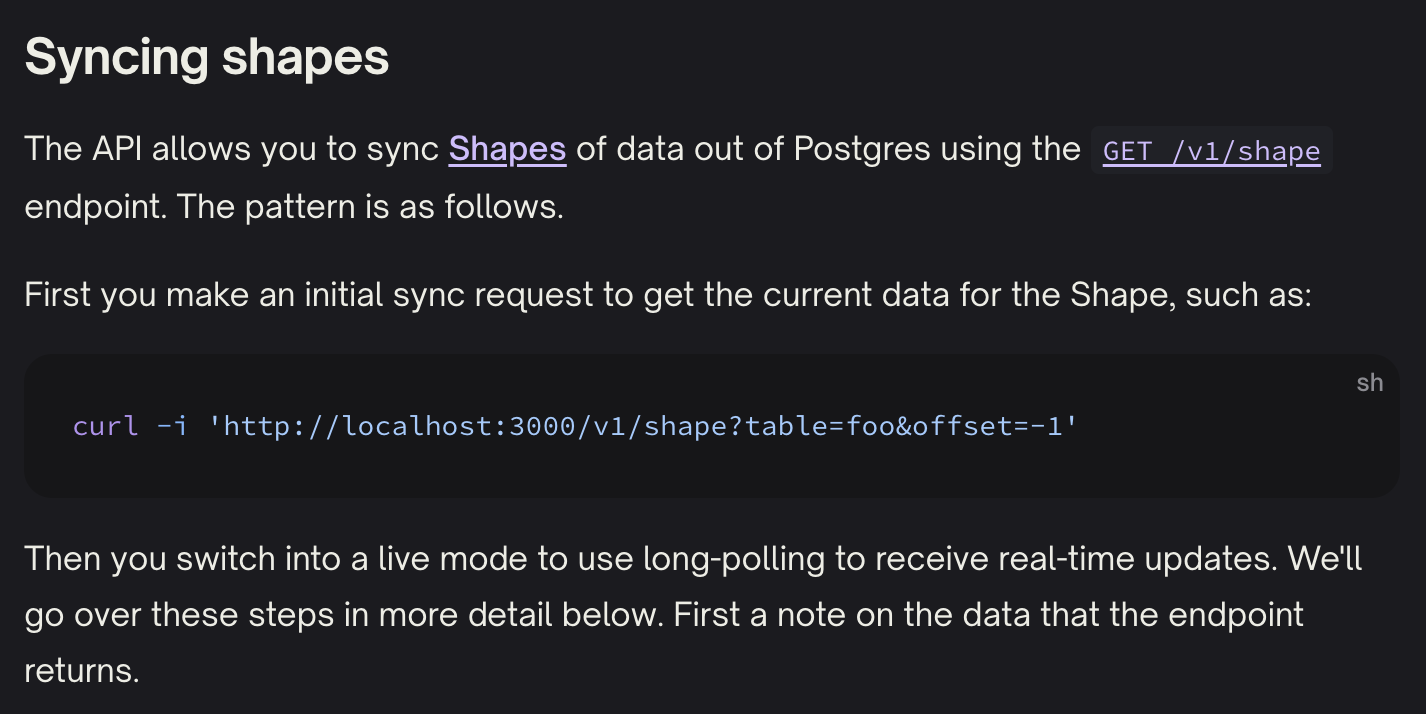 Syncing shapes
The API allows you to sync Shapes of data out of Postgres using the GET /v1/shape
endpoint. The pattern is as follows.
First you make an initial sync request to get the current data for the Shape, such as:
sh
curl -i 'http://localhost:3000/v1/shape?table=foo&offset=-1'
Then you switch into a live mode to use long-polling to receive real-time updates. We'll
go over these steps in more detail below. First a note on the data that the endpoint
returns.